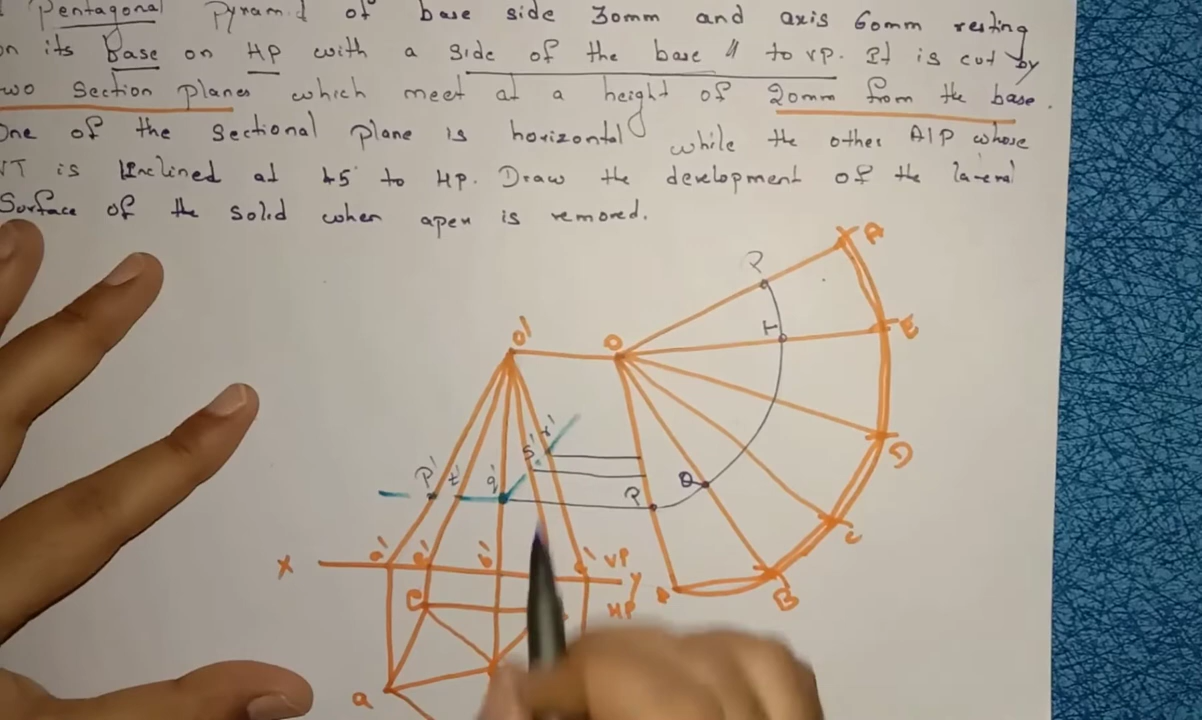 Pentagonal Pyramid of base side 30mm and axis 60mm resting
on its Base on HP with a side of the base 11 to VP. It is cut by
two Section Planes which meet at a height of 20mm from the base.
One of the sectional plane is horizontal while the other AIP whose
VT is Inclined at 45° to HP. Draw the development of the lateral
Surface of the solid when apex is removed.
P A
T E
O' O
r'
s' D
P' t' q' Q
P
C
a' e' b' c' VP
X Y
A B
e HP
a